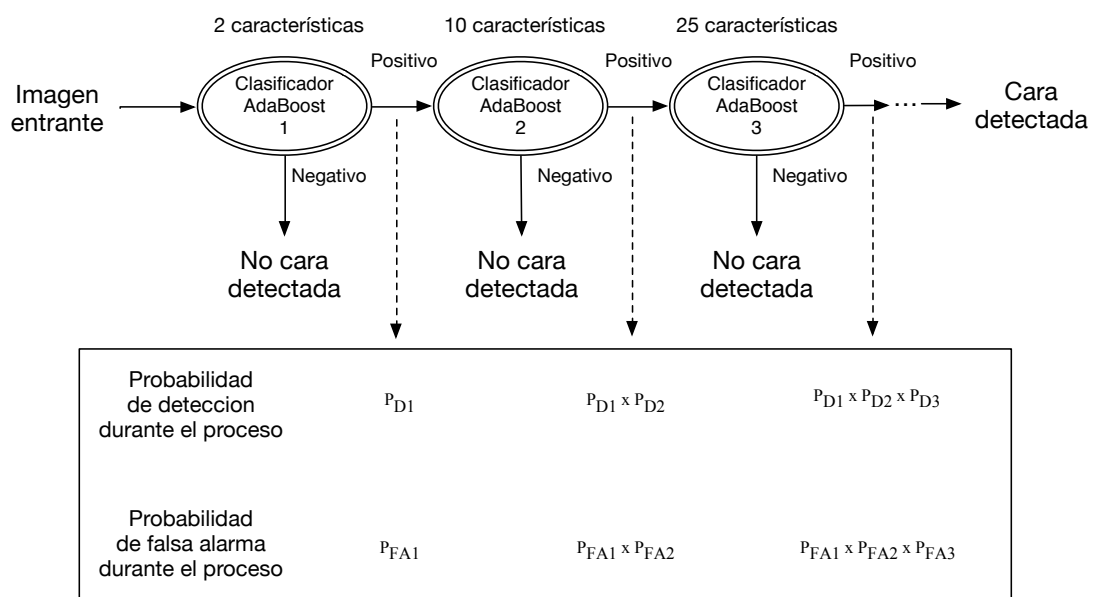 2 características
10 características
25 características
Positivo
Positivo
Positivo
Imagen
entrante
Clasificador
AdaBoost
1
Clasificador
AdaBoost
2
Clasificador
AdaBoost
3
...
Cara
detectada
Negativo
Negativo
Negativo
No cara
detectada
No cara
detectada
No cara
detectada
Probabilidad
de deteccion
durante el proceso
PD1
PD1 x PD2
PD1 x PD2 x PD3
Probabilidad
de falsa alarma
durante el proceso
PFA1
PFA1 x PFA2
PFA1 x PFA2 x PFA3